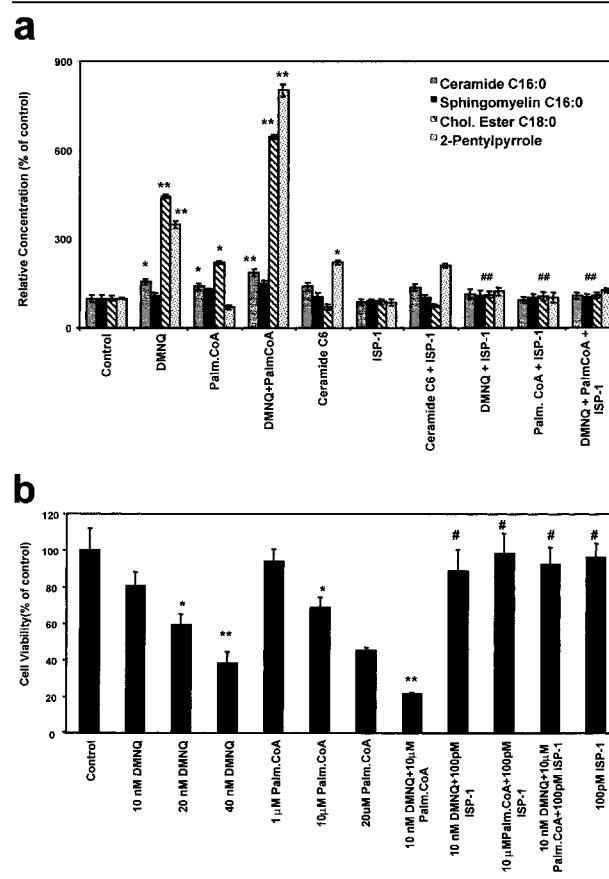 a
Relative Concentration (% of control)
900
600
300
0
Ceramide C16:0
Sphingomyelin C16:0
Chol. Ester C18:0
2-Pentylpyrrole
*
**
**
*
*
**
**
**
*
##
##
##
Control
DMNQ
Palm.CoA
DMNQ+PalmCoA
Ceramide C6
ISP-1
Ceramide C6 + ISP-1
DMNQ + ISP-1
Palm. CoA + ISP-1
DMNQ + PalmCoA +
ISP-1
b
Cell Viability(% of control)
120
100
80
60
40
20
0
*
**
*
**
#
#
#
#
Control
10 nM DMNQ
20 nM DMNQ
40 nM DMNQ
1 µM Palm.CoA
10µM Palm.CoA
20uM Palm.CoA
10 nM DMNQ+10µM
Palm.CoA
10 nM DMNQ+100pM
ISP-1
10 µMPalm.CoA+100pM
ISP-1
10 nM DMNQ+10µM
Palm.CoA+100pM ISP-1
100pM ISP-1